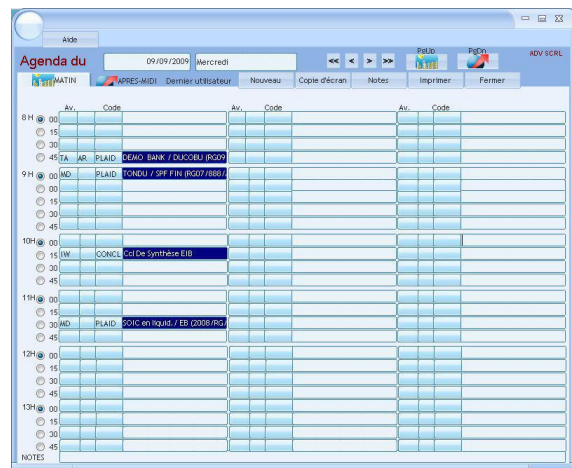 Aide
Agenda du 09/09/2009 Mercredi << < > >> PgUp PgDn ADV SCRL
MATIN APRES-MIDI Dernier utilisateur Nouveau Copie d'écran Notes Imprimer Fermer
Av. Code Av. Code Av. Code
8 H 00
15
30
45 TA AR PLAID DEMO BANK / DUCOBU (RG09
9 H 00 MD PLAID TONDU / SPF FIN (RG07/888/
00
15
30
45
10H 00
15 IW CONCL Ccl De Synthèse EIB
30
45
11H 00
15
30 MD PLAID SOIC en liquid. / EB (2008/RG/
45
12H 00
15
30
45
13H 00
15
30
45
NOTES